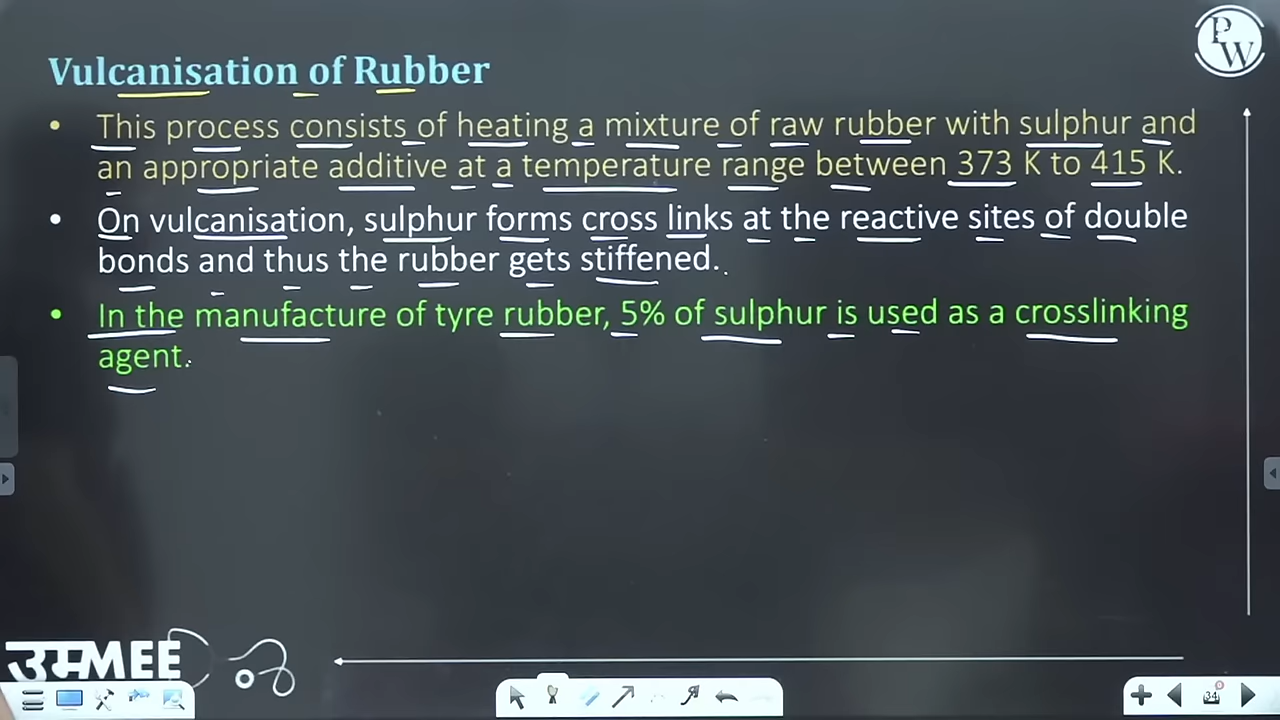 PW
Vulcanisation of Rubber
• This process consists of heating a mixture of raw rubber with sulphur and
an appropriate additive at a temperature range between 373 K to 415 K.
• On vulcanisation, sulphur forms cross links at the reactive sites of double
bonds and thus the rubber gets stiffened.
• In the manufacture of tyre rubber, 5% of sulphur is used as a crosslinking
agent.
उम्मMEE
34